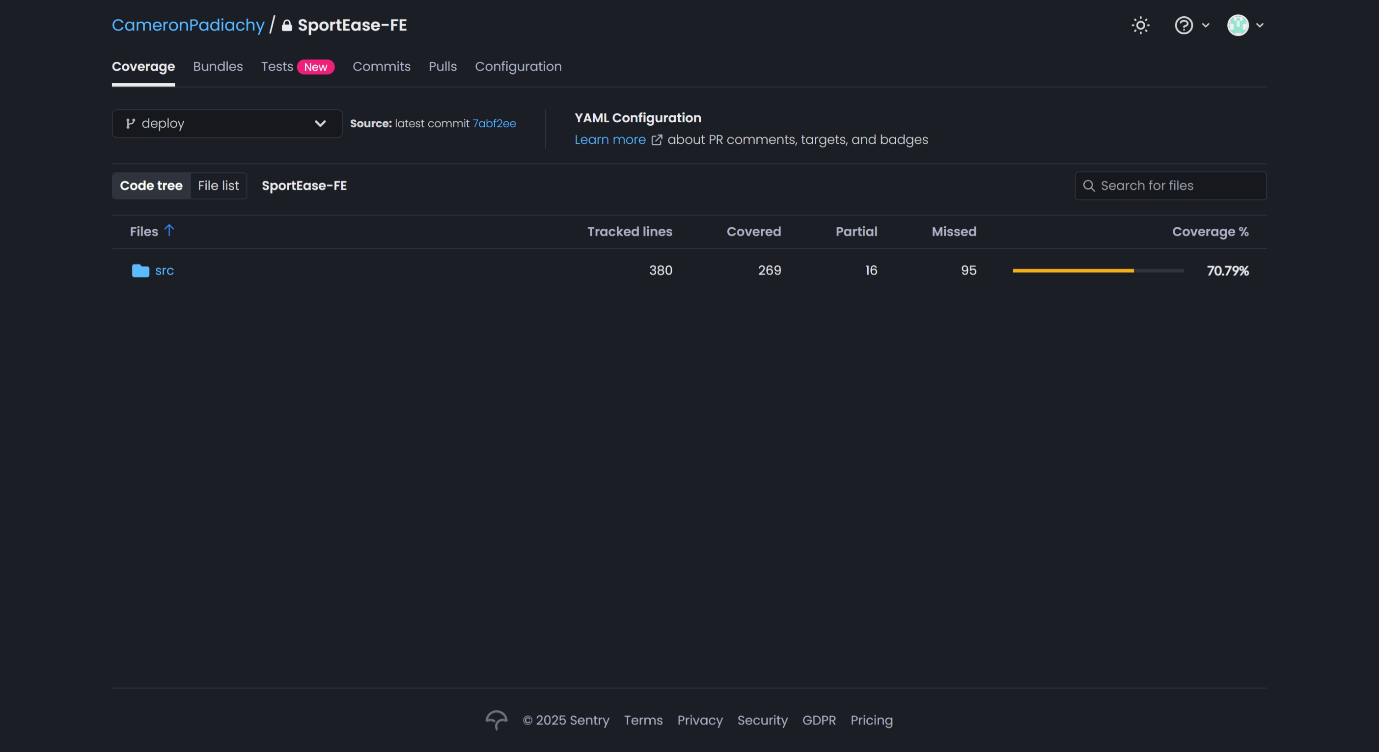 CameronPadiachy / SportEase-FE
Coverage Bundles Tests New Commits Pulls Configuration
deploy
Source: latest commit 7abf2ee
YAML Configuration
Learn more about PR comments, targets, and badges
Code tree File list SportEase-FE
Search for files
Files Tracked lines Covered Partial Missed Coverage %
src 380 269 16 95 70.79%
© 2025 Sentry Terms Privacy Security GDPR Pricing